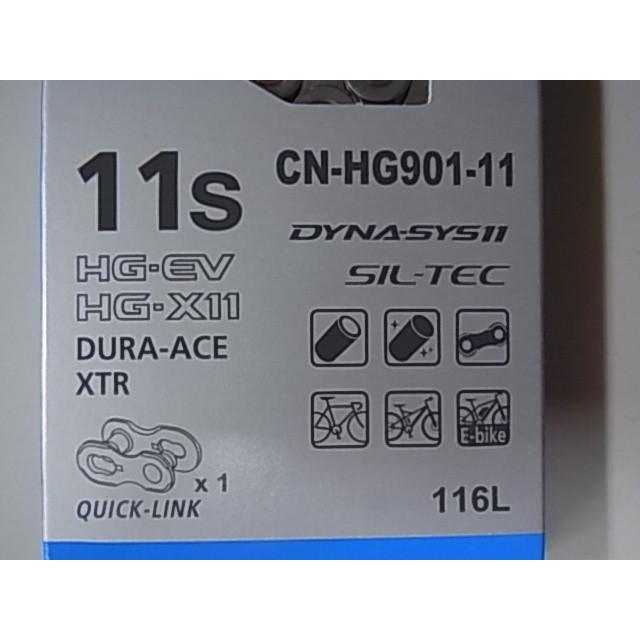 11s
CN-HG901-11
DYNA-SYS11
HG-EV
SIL-TEC
HG-X11
DURA-ACE
XTR
E-bike
x 1
QUICK-LINK
116L